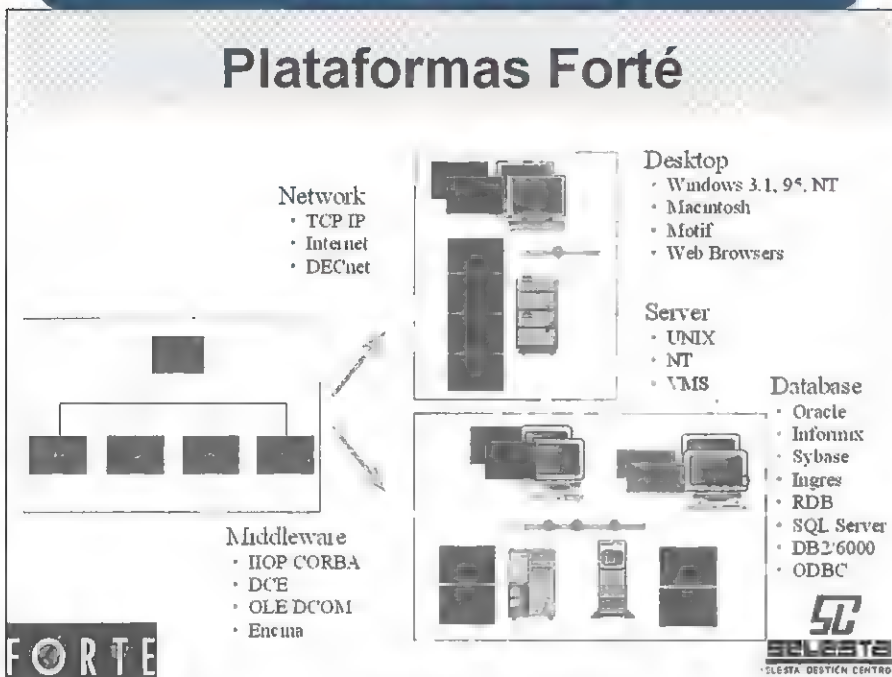 Plataformas Forté
Network
• TCP IP
• Internet
• DECnet
Desktop
• Windows 3.1, 95, NT
• Macintosh
• Motif
• Web Browsers
Server
• UNIX
• NT
• VMS
Database
• Oracle
• Informix
• Sybase
• Ingres
• RDB
• SQL Server
• DB2/6000
• ODBC
Middleware
• IIOP CORBA
• DCE
• OLE DCOM
• Encina
FORTE
SELESTA
SELESTA GESTIÓN CENTRO